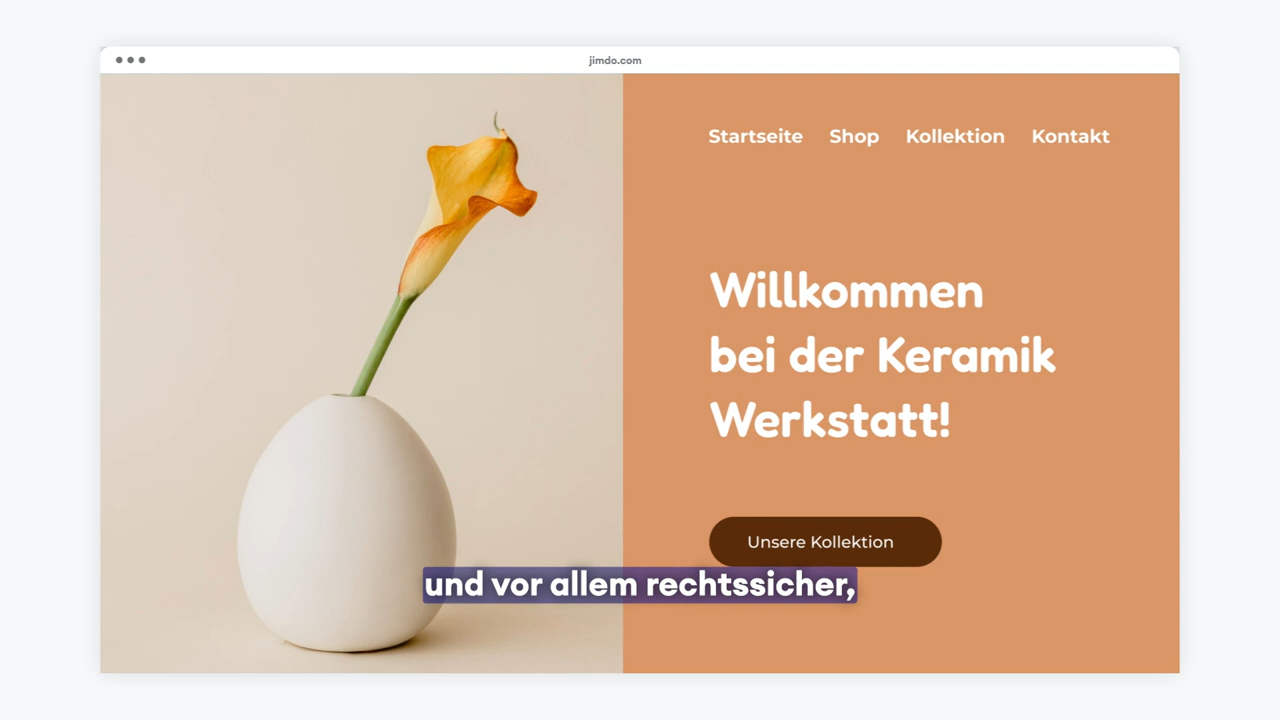 jimdo.com
Startseite Shop Kollektion Kontakt
Willkommen
bei der Keramik
Werkstatt!
Unsere Kollektion
und vor allem rechtssicher,